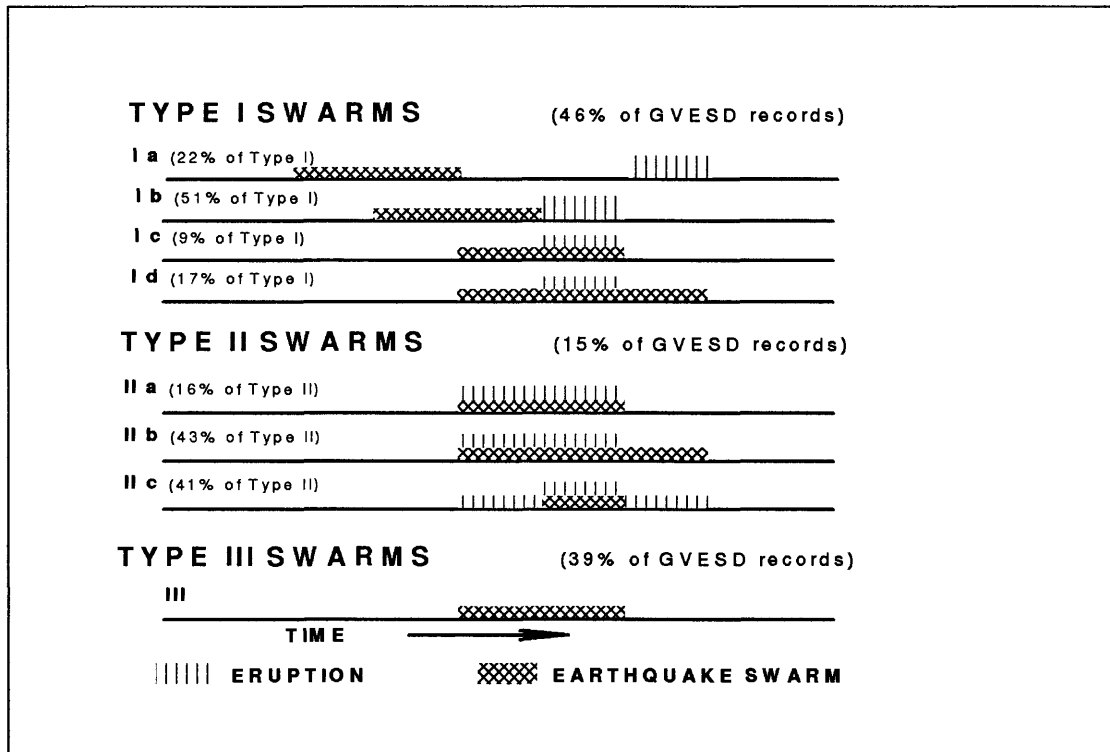 TYPE I SWARMS (46% of GVESD records)
I a (22% of Type I)
I b (51% of Type I)
I c (9% of Type I)
I d (17% of Type I)
TYPE II SWARMS (15% of GVESD records)
II a (16% of Type II)
II b (43% of Type II)
II c (41% of Type II)
TYPE III SWARMS (39% of GVESD records)
III
TIME
ERUPTION EARTHQUAKE SWARM